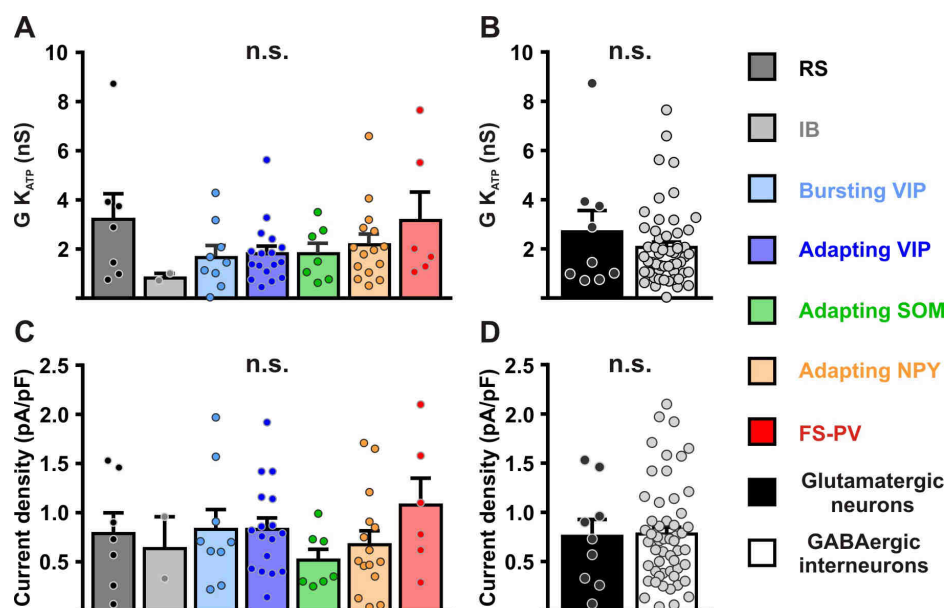 A
n.s.
10
8
6
4
2
G K_ATP (nS)
B
n.s.
10
8
6
4
2
G K_ATP (nS)
C
n.s.
2.5
2.0
1.5
1.0
0.5
Current density (pA/pF)
D
n.s.
2.5
2.0
1.5
1.0
0.5
Current density (pA/pF)
RS
IB
Bursting VIP
Adapting VIP
Adapting SOM
Adapting NPY
FS-PV
Glutamatergic
neurons
GABAergic
interneurons